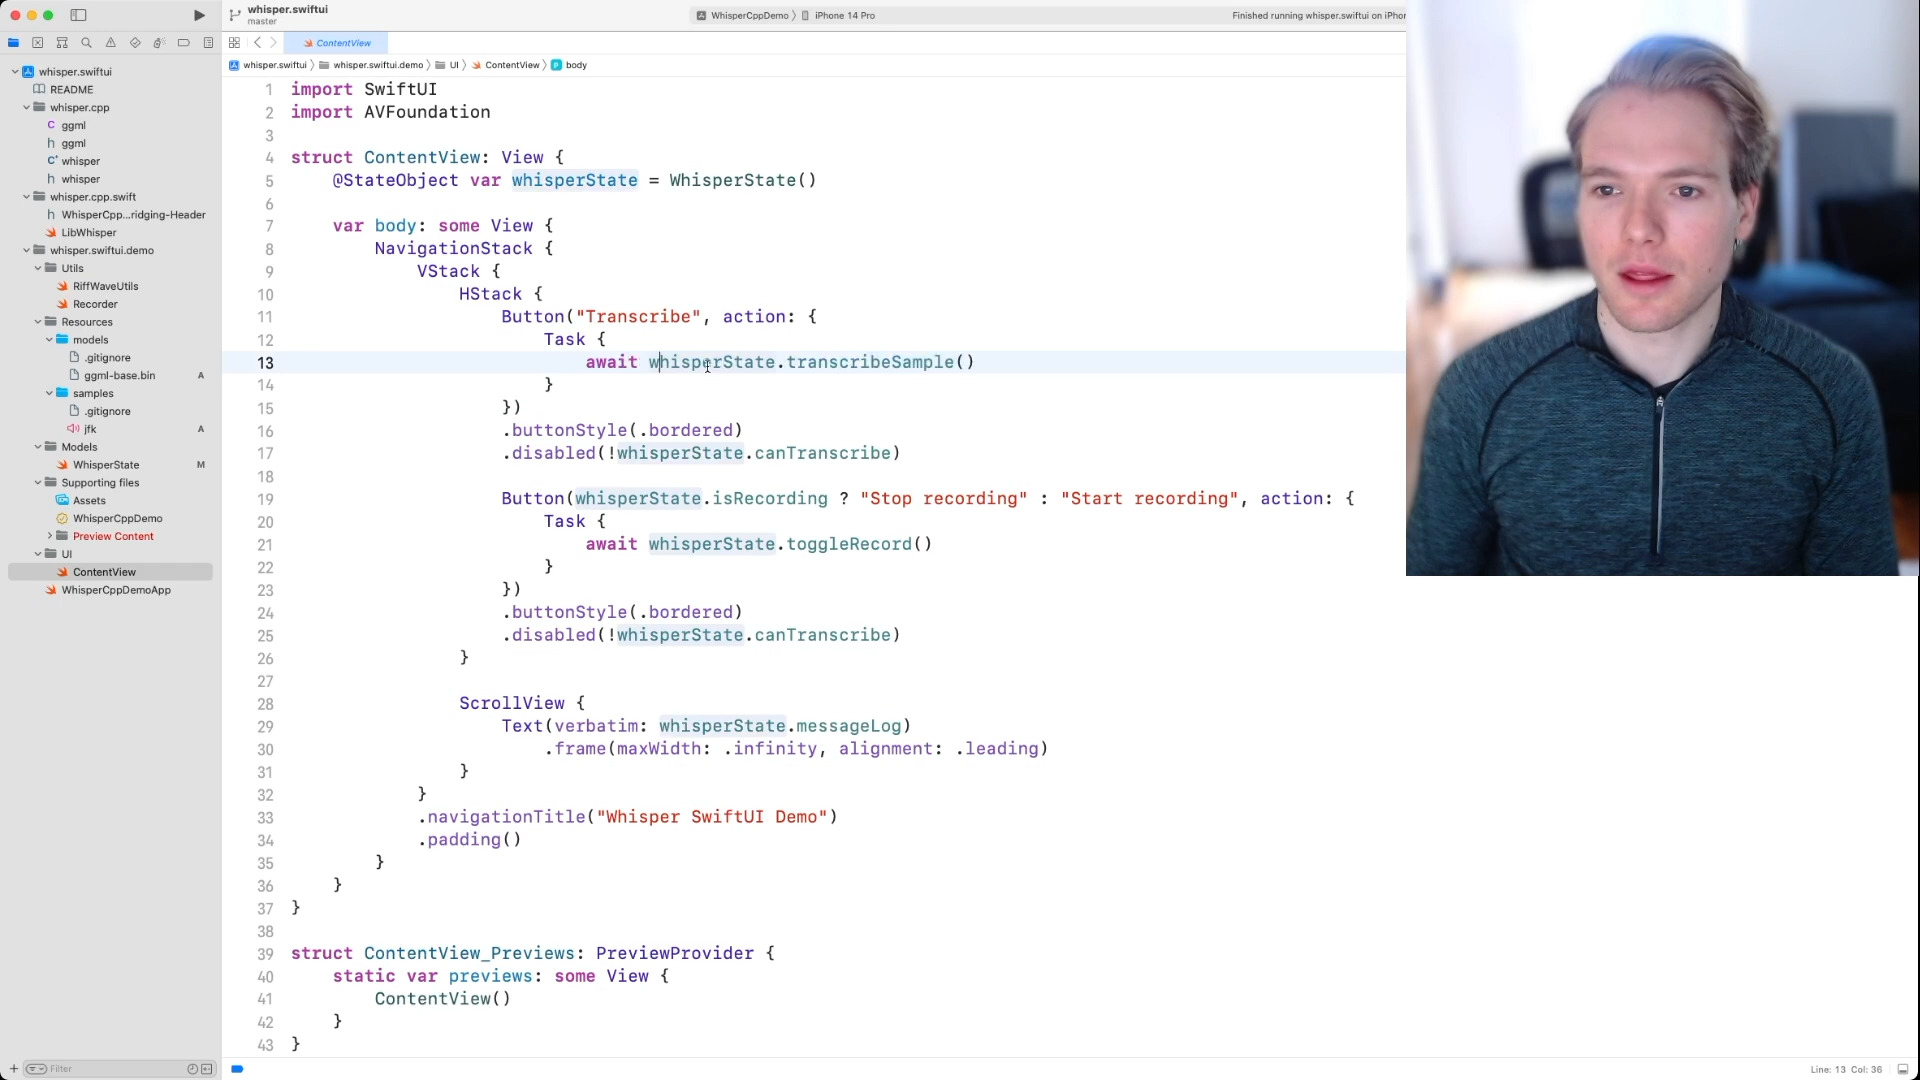 whisper.swiftui
master
WhisperCppDemo
iPhone 14 Pro
Finished running whisper.swiftui on iPhor
ContentView
whisper.swiftui
whisper.swiftui.demo
UI
ContentView
body
whisper.swiftui
README
whisper.cpp
C ggml
h ggml
C+ whisper
h whisper
whisper.cpp.swift
h WhisperCpp...ridging-Header
LibWhisper
whisper.swiftui.demo
Utils
RiffWaveUtils
Recorder
Resources
models
.gitignore
ggml-base.bin A
samples
.gitignore
jfk A
Models
WhisperState M
Supporting files
Assets
WhisperCppDemo
Preview Content
UI
ContentView
WhisperCppDemoApp
Filter
1 import SwiftUI
2 import AVFoundation
3
4 struct ContentView: View {
5 @StateObject var whisperState = WhisperState()
6
7 var body: some View {
8 NavigationStack {
9 VStack {
10 HStack {
11 Button("Transcribe", action: {
12 Task {
13 await whisperState.transcribeSample()
14 }
15 })
16 .buttonStyle(.bordered)
17 .disabled(!whisperState.canTranscribe)
18
19 Button(whisperState.isRecording ? "Stop recording" : "Start recording", action: {
20 Task {
21 await whisperState.toggleRecord()
22 }
23 })
24 .buttonStyle(.bordered)
25 .disabled(!whisperState.canTranscribe)
26 }
27
28 ScrollView {
29 Text(verbatim: whisperState.messageLog)
30 .frame(maxWidth: .infinity, alignment: .leading)
31 }
32 }
33 .navigationTitle("Whisper SwiftUI Demo")
34 .padding()
35 }
36 }
37 }
38
39 struct ContentView_Previews: PreviewProvider {
40 static var previews: some View {
41 ContentView()
42 }
43 }
Line: 13 Col: 36